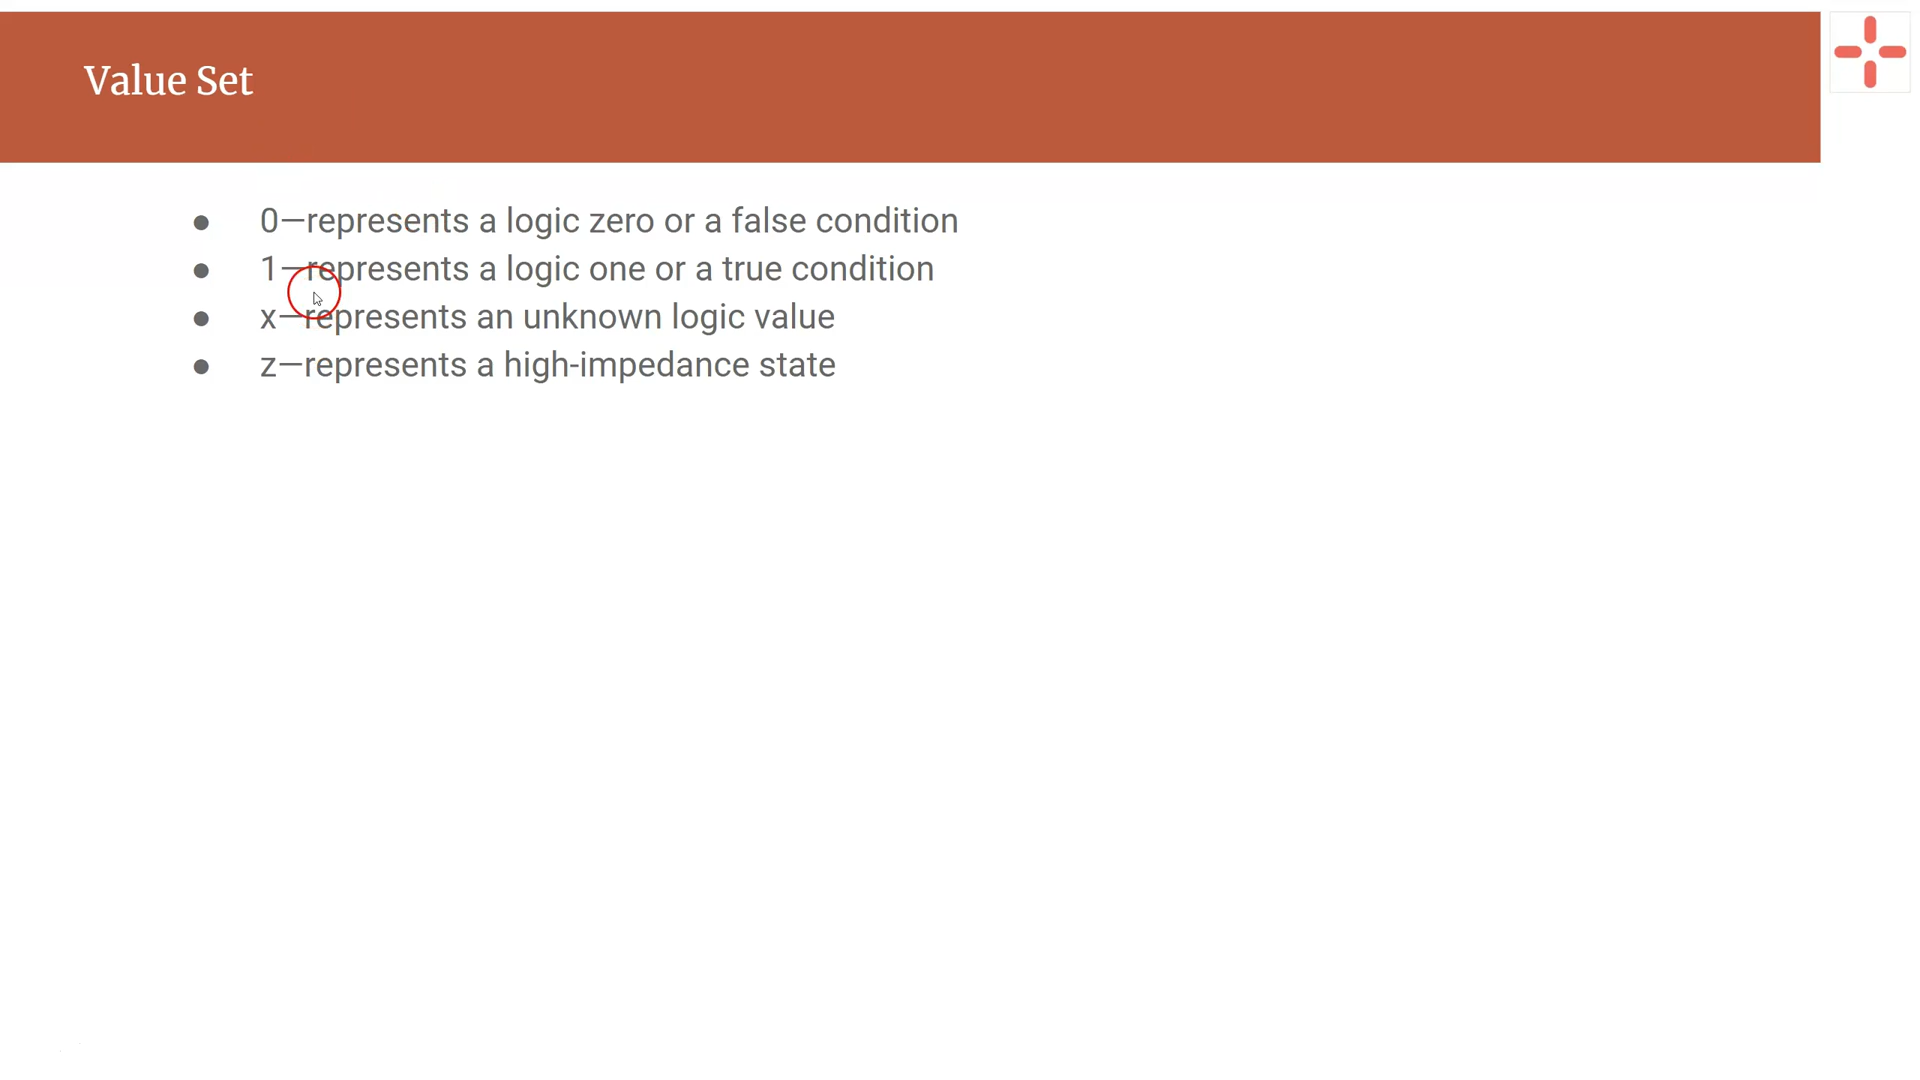 Value Set
● 0—represents a logic zero or a false condition
● 1—represents a logic one or a true condition
● x—represents an unknown logic value
● z—represents a high-impedance state